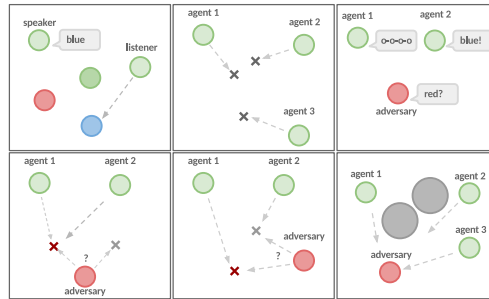 speaker
blue
listener
agent 1
agent 2
agent 3
agent 1
agent 2
o-o-o-o
blue!
red?
adversary
agent 1
agent 2
?
adversary
agent 1
agent 2
adversary
?
agent 1
agent 2
agent 3
adversary